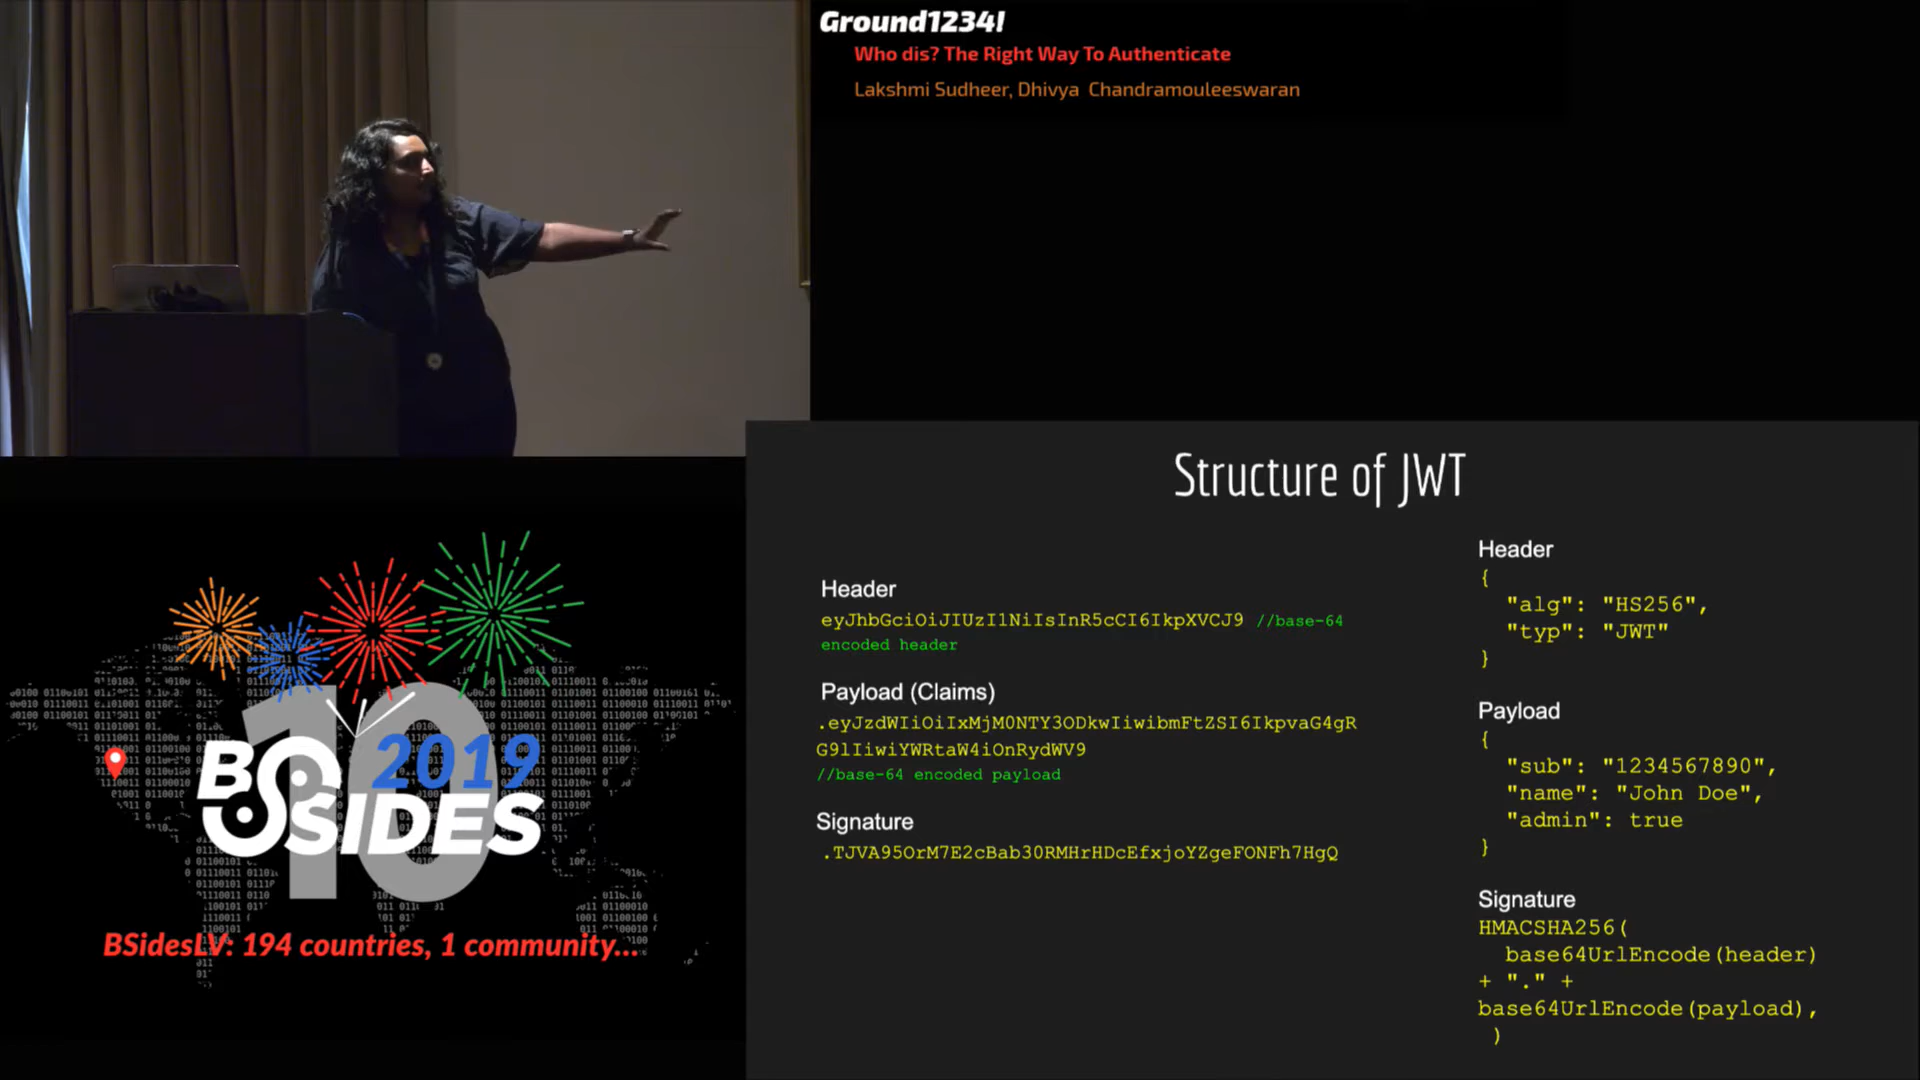 Ground1234!
Who dis? The Right Way To Authenticate
Lakshmi Sudheer, Dhivya Chandramouleeswaran
Structure of JWT
Header
eyJhbGciOiJIUzI1NiIsInR5cCI6IkpXVCJ9 //base-64
encoded header
Payload (Claims)
.eyJzdWIiOiIxMjM0NTY3ODkwIiwibmFtZSI6IkpvaG4gR
G9lIiwiYWRtaW4iOnRydWV9
//base-64 encoded payload
Signature
.TJVA95OrM7E2cBab30RMHrHDcEfxjoYZgeFONFh7HgQ
Header
{
"alg": "HS256",
"typ": "JWT"
}
Payload
{
"sub": "1234567890",
"name": "John Doe",
"admin": true
}
Signature
HMACSHA256(
base64UrlEncode(header)
+ "." +
base64UrlEncode(payload),
)
10
2019
BSIDES
BSidesLV: 194 countries, 1 community...